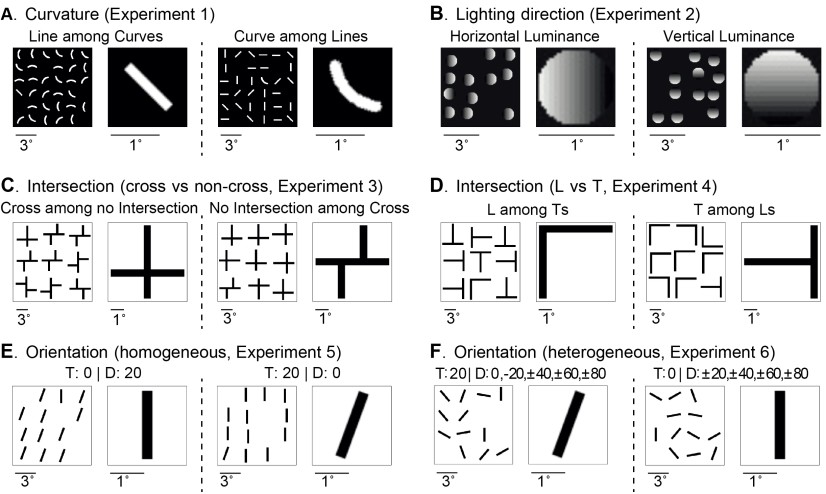 A. Curvature (Experiment 1)
Line among Curves
Curve among Lines
3°
1°
3°
1°
B. Lighting direction (Experiment 2)
Horizontal Luminance
Vertical Luminance
3°
1°
3°
1°
C. Intersection (cross vs non-cross, Experiment 3)
Cross among no Intersection
No Intersection among Cross
3°
1°
3°
1°
D. Intersection (L vs T, Experiment 4)
L among Ts
T among Ls
3°
1°
3°
1°
E. Orientation (homogeneous, Experiment 5)
T: 0 | D: 20
T: 20 | D: 0
3°
1°
3°
1°
F. Orientation (heterogeneous, Experiment 6)
T:20 | D: 0,-20,±40,±60,±80
T:0 | D:±20,±40,±60,±80
3°
1°
3°
1°